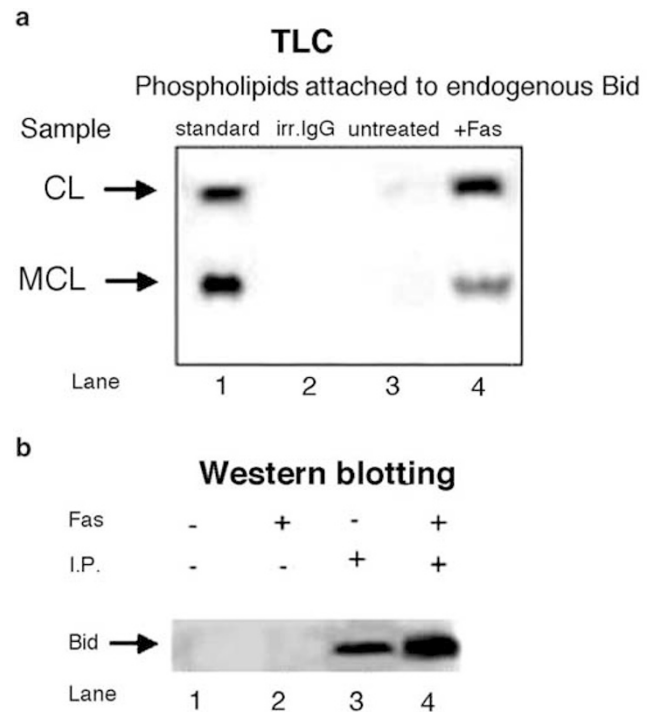 a
TLC
Phospholipids attached to endogenous Bid
Sample standard irr.IgG untreated +Fas
CL
MCL
Lane 1 2 3 4
b
Western blotting
Fas - + - +
I.P. - - + +
Bid
Lane 1 2 3 4